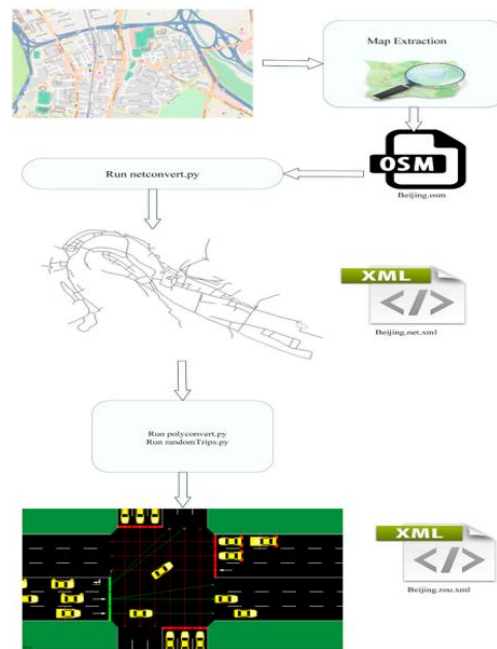 Map Extraction
OSM
Beijing.osm
Run netconvert.py
XML
</>
Beijing.net.xml
Run polyconvert.py
Run randomTrips.py
XML
</>
Beijing.rou.xml